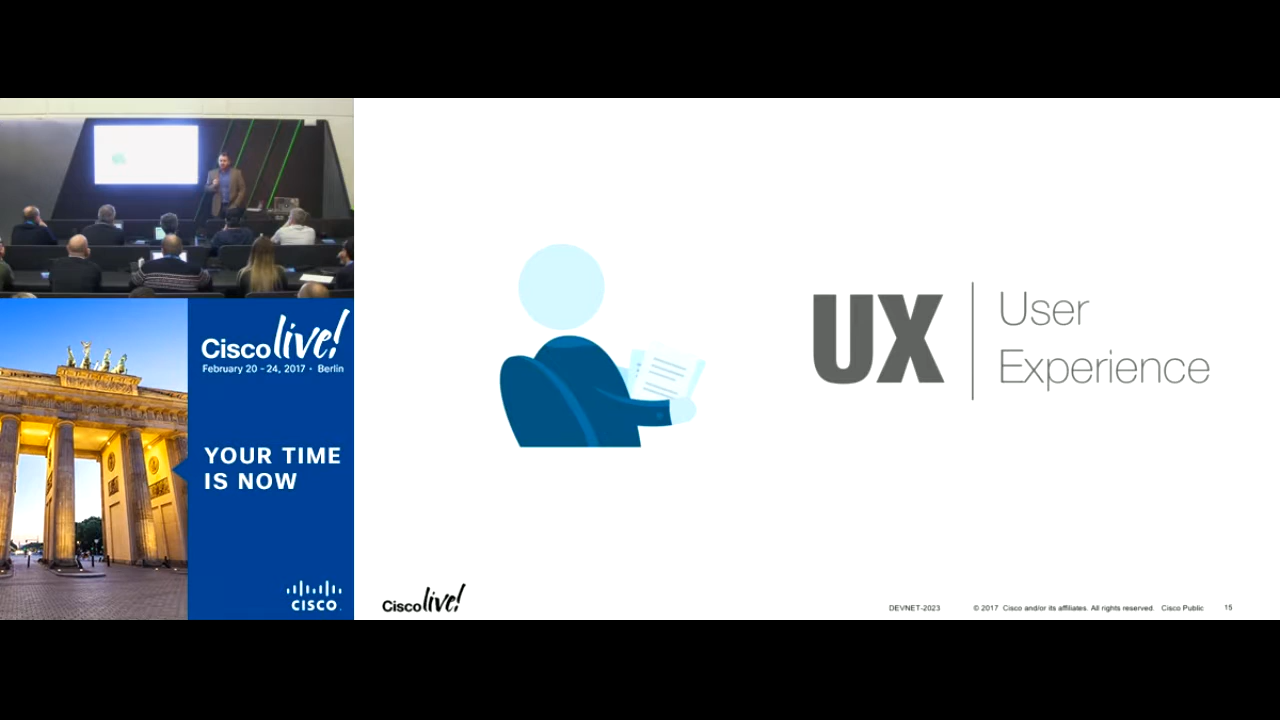 Cisco live!
February 20 - 24, 2017 • Berlin
YOUR TIME
IS NOW
CISCO.
UX
User
Experience
Cisco live!
DEVNET-2023
© 2017 Cisco and/or its affiliates. All rights reserved. Cisco Public
15